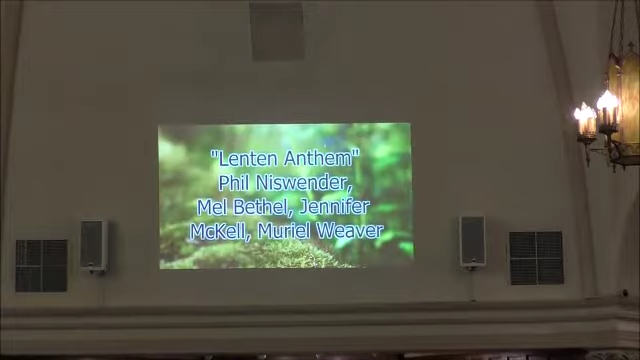 "Lenten Anthem"
Phil Niswender,
Mel Bethel, Jennifer
McKell, Muriel Weaver